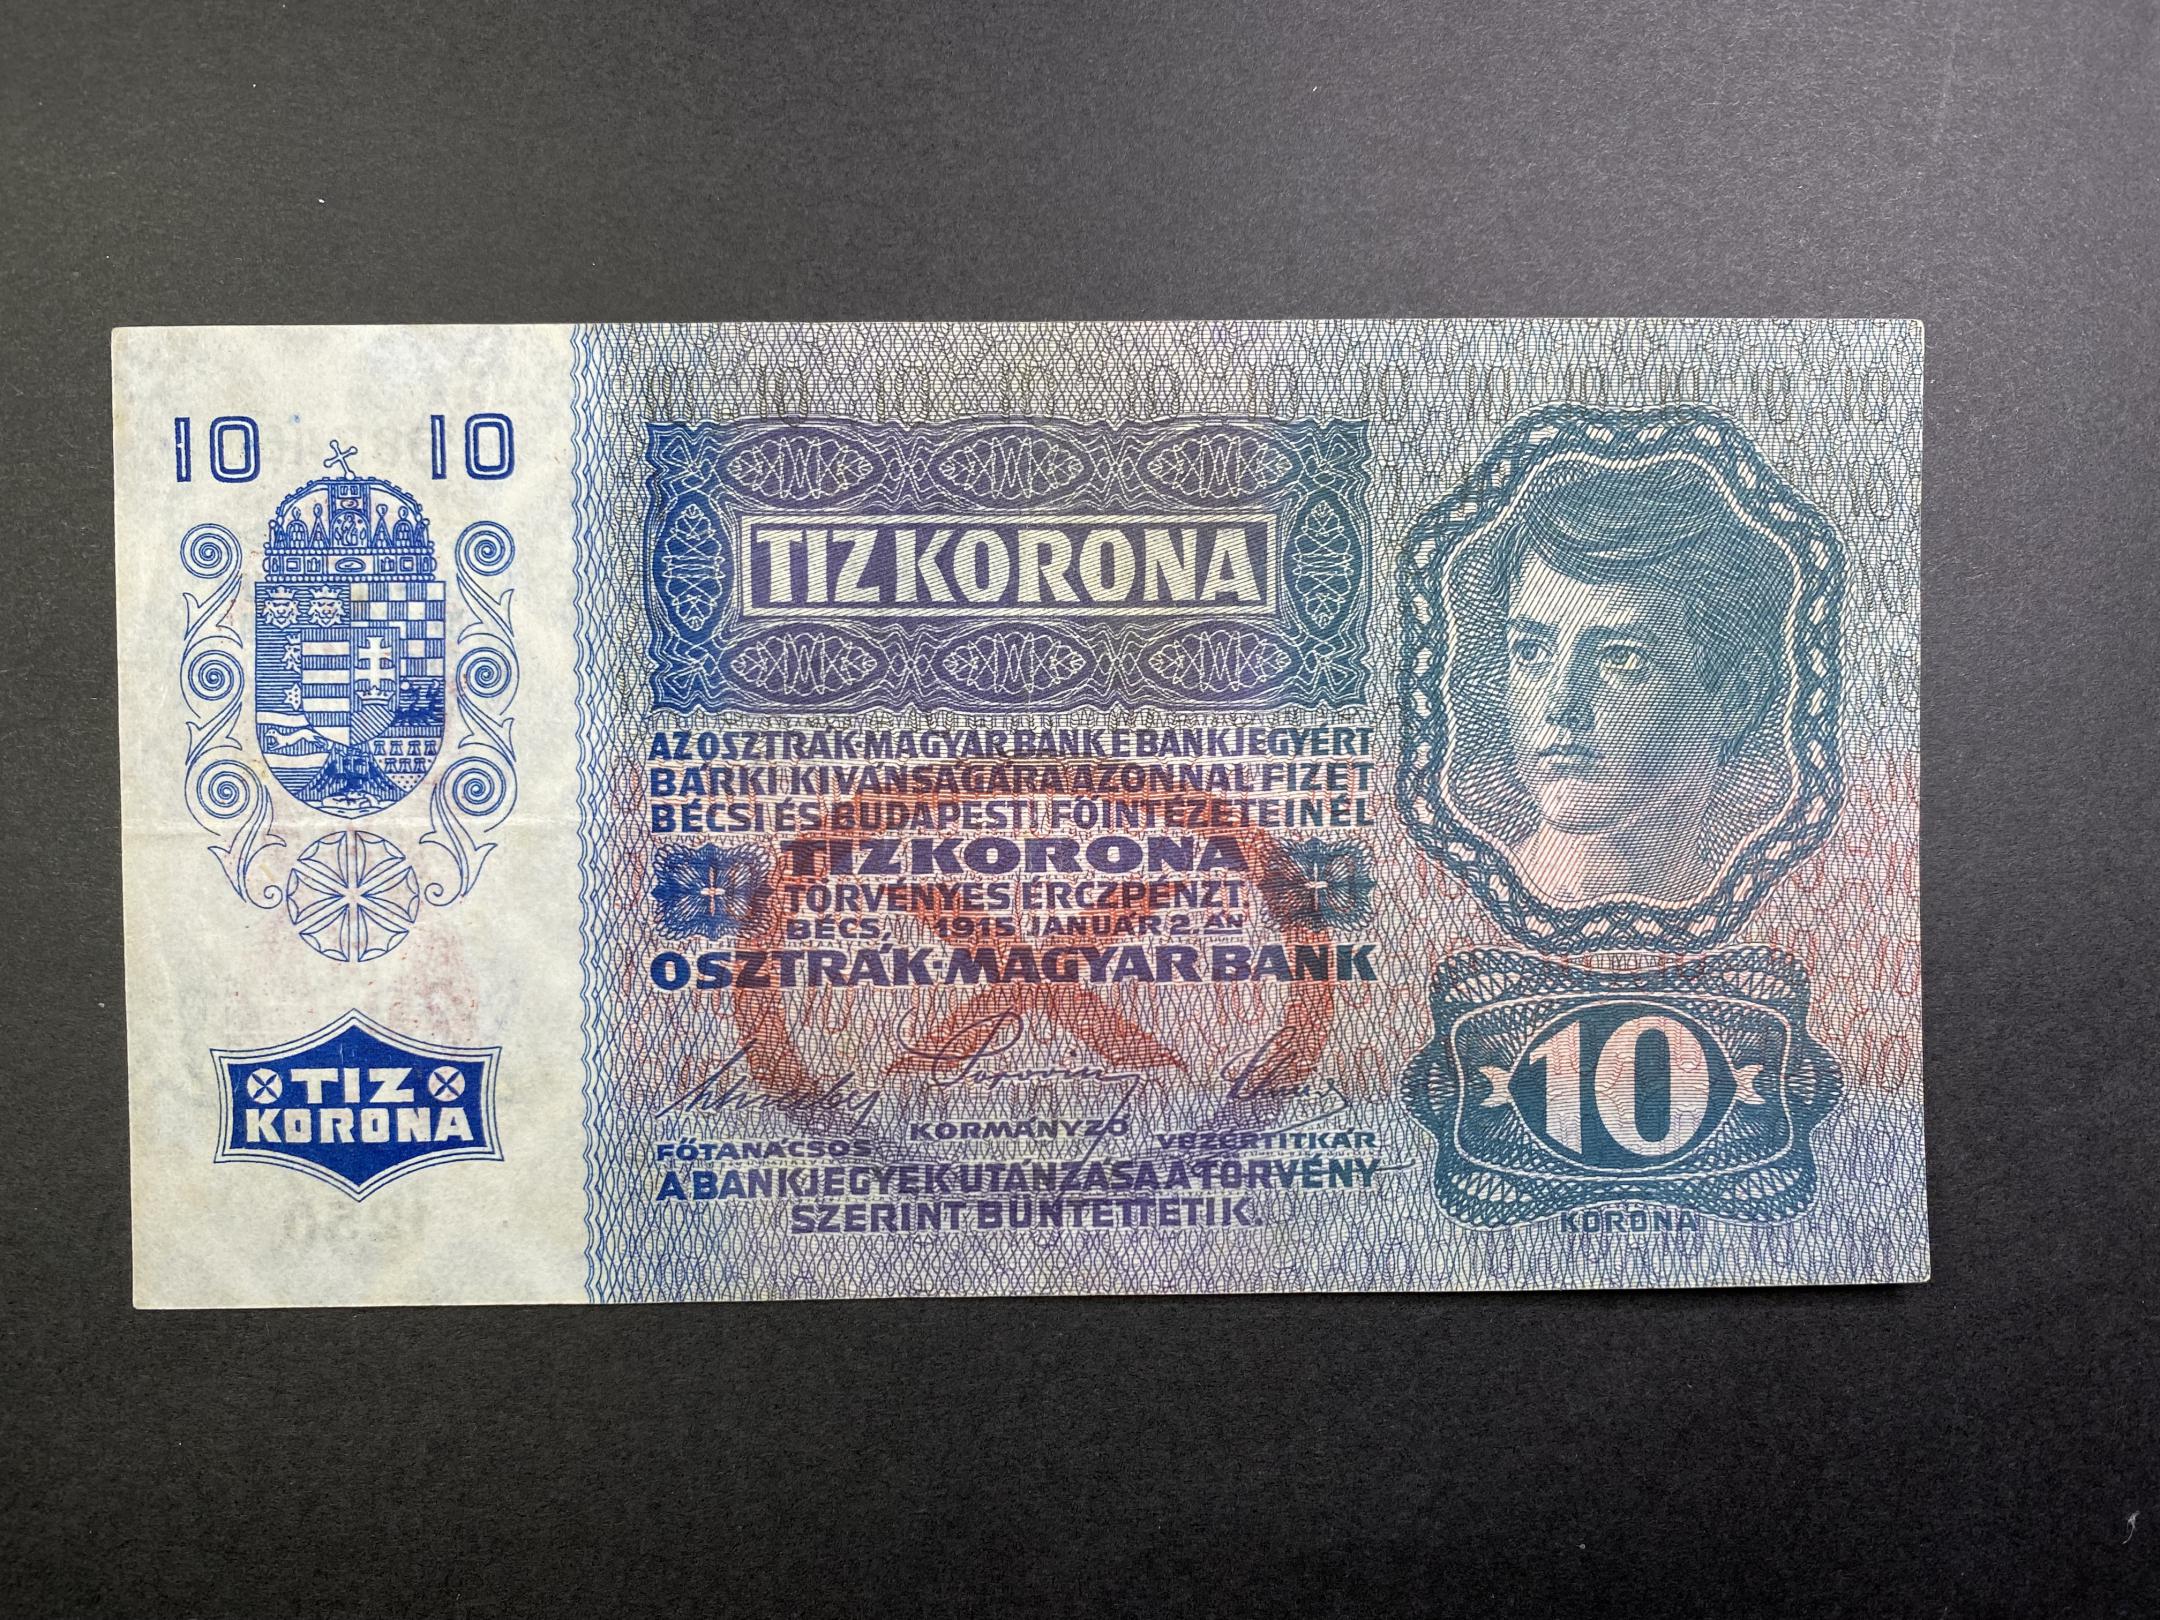 10 10
TIZ KORONA
AZ OSZTRÁK-MAGYAR BANK E BANKJEGYÉRT
BÁRKI KIVÁNSÁGÁRA AZONNAL FIZET
BÉCSI ÉS BUDAPESTI FŐINTÉZETEINÉL
TIZ KORONA
TÖRVÉNYES ÉRCZPÉNZT.
BÉCS, 1915 JANUÁR 2.ÁN
OSZTRÁK-MAGYAR BANK
FŐTANÁCSOS KORMÁNYZÓ VEZÉRTITKÁR
A BANKJEGYEK UTÁNZÁSA A TÖRVÉNY
SZERINT BÜNTETTETIK.
TIZ
KORONA
10
KORONA